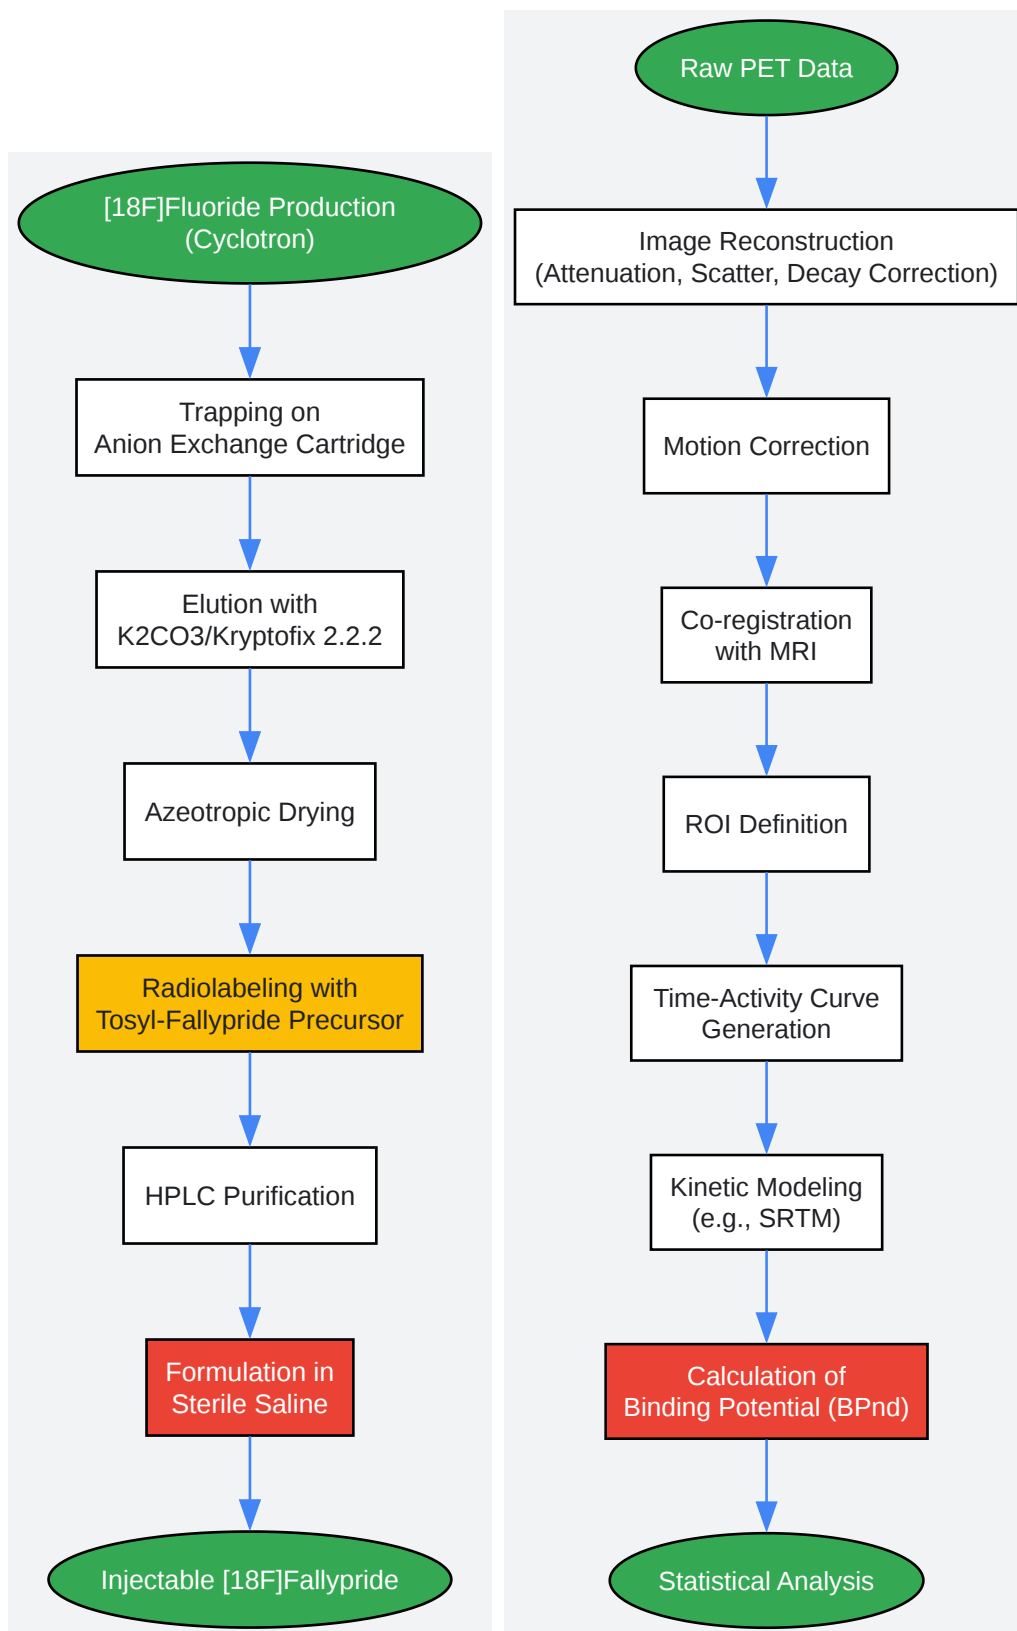 [18F]Fluoride Production
(Cyclotron)
Trapping on
Anion Exchange Cartridge
Elution with
K2CO3/Kryptofix 2.2.2
Azeotropic Drying
Radiolabeling with
Tosyl-Fallypride Precursor
HPLC Purification
Formulation in
Sterile Saline
Injectable [18F]Fallypride
Raw PET Data
Image Reconstruction
(Attenuation, Scatter, Decay Correction)
Motion Correction
Co-registration
with MRI
ROI Definition
Time-Activity Curve
Generation
Kinetic Modeling
(e.g., SRTM)
Calculation of
Binding Potential (BPnd)
Statistical Analysis